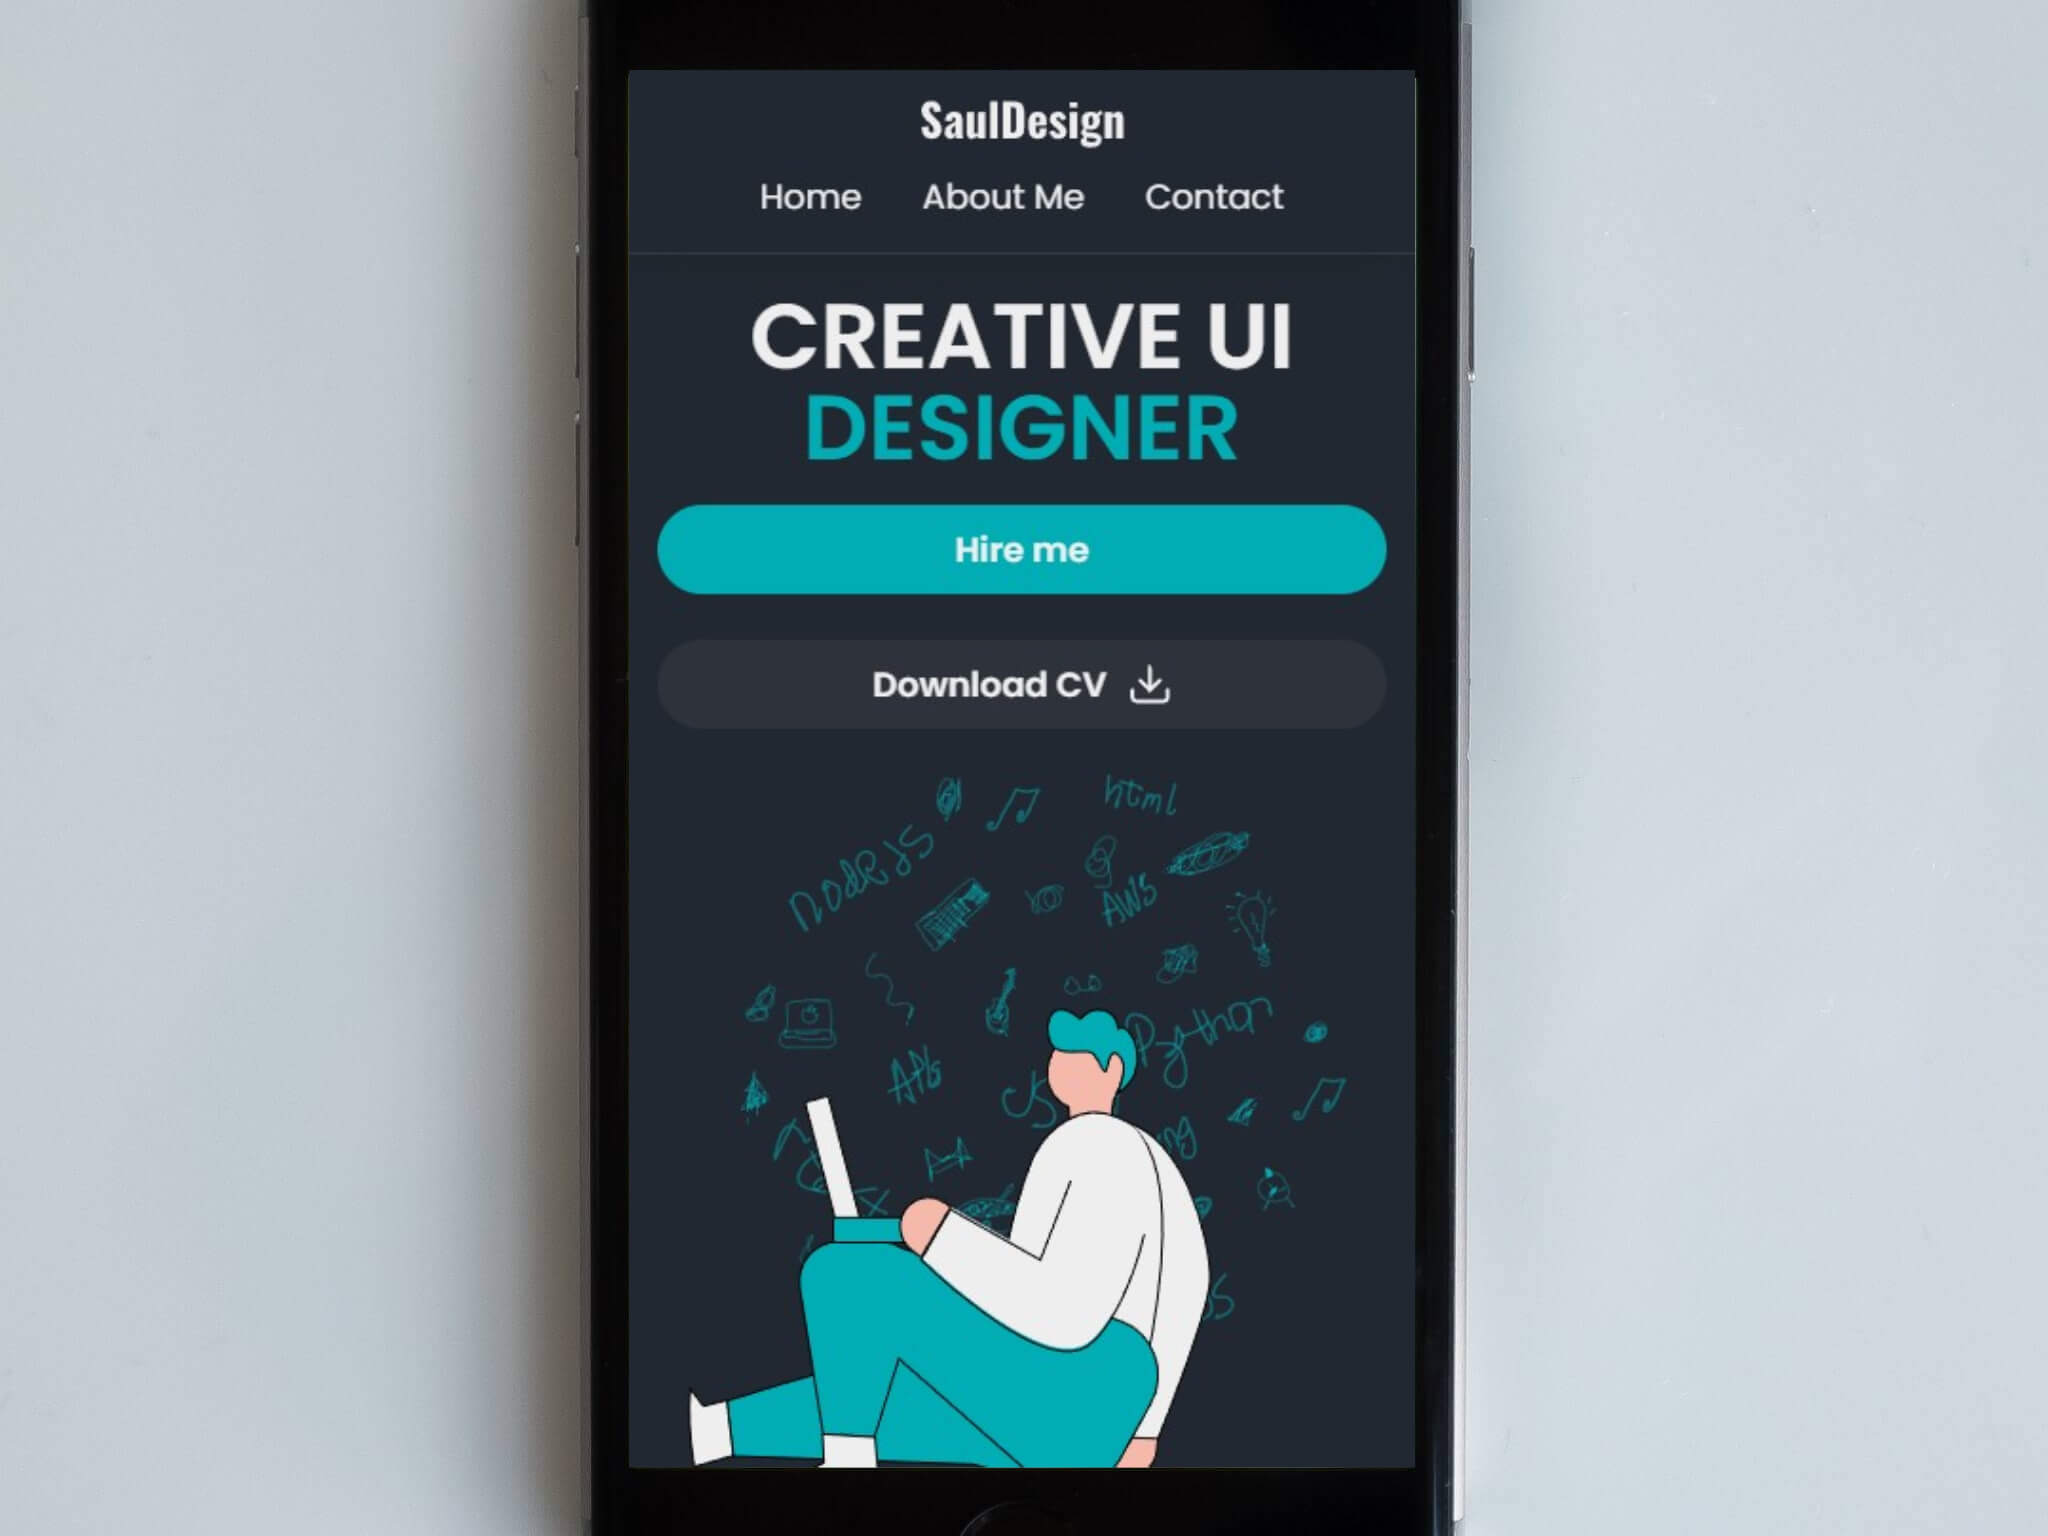 SaulDesign
Home About Me Contact
CREATIVE UI
DESIGNER
Hire me
Download CV
html
nodeJS
AWS
Python
APIs